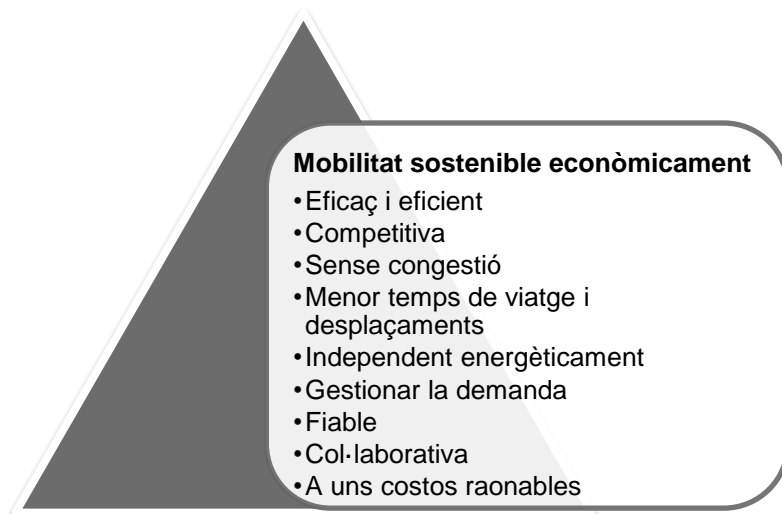 Mobilitat sostenible econòmicament
•Eficaç i eficient
•Competitiva
•Sense congestió
•Menor temps de viatge i
desplaçaments
•Independent energèticament
•Gestionar la demanda
•Fiable
•Col·laborativa
•A uns costos raonables